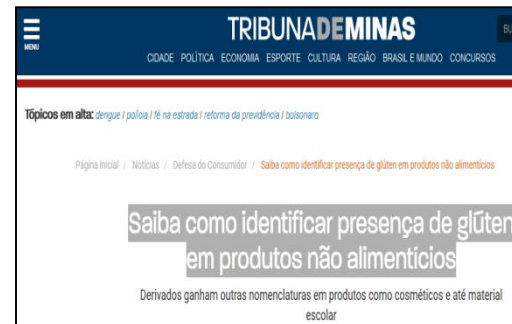 TRIBUNADEMINAS
BU
MENU
CIDADE POLÍTICA ECONOMIA ESPORTE CULTURA REGIÃO BRASIL E MUNDO CONCURSOS
Tópicos em alta: dengue / polícia / fé na estrada / reforma da previdência / bolsonaro
Página inicial / Notícias / Defesa do Consumidor / Saiba como identificar presença de glúten em produtos não alimentícios
Saiba como identificar presença de glúten
em produtos não alimentícios
Derivados ganham outras nomenclaturas em produtos como cosméticos e até material
escolar